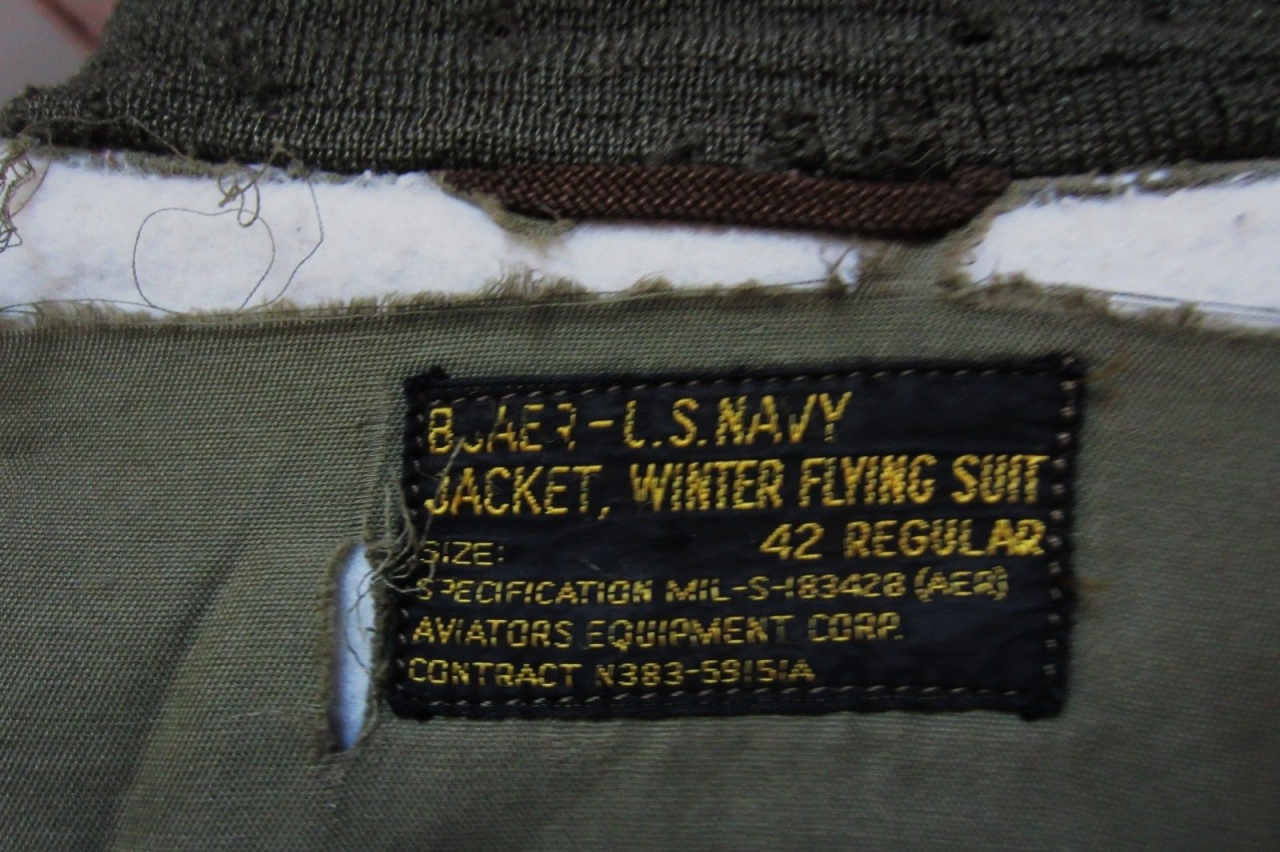 BUAER-U.S.NAVY
JACKET, WINTER FLYING SUIT
SIZE: 42 REGULAR
SPECIFICATION MIL-S-18342B (AER)
AVIATORS EQUIPMENT CORP.
CONTRACT N383-59151A